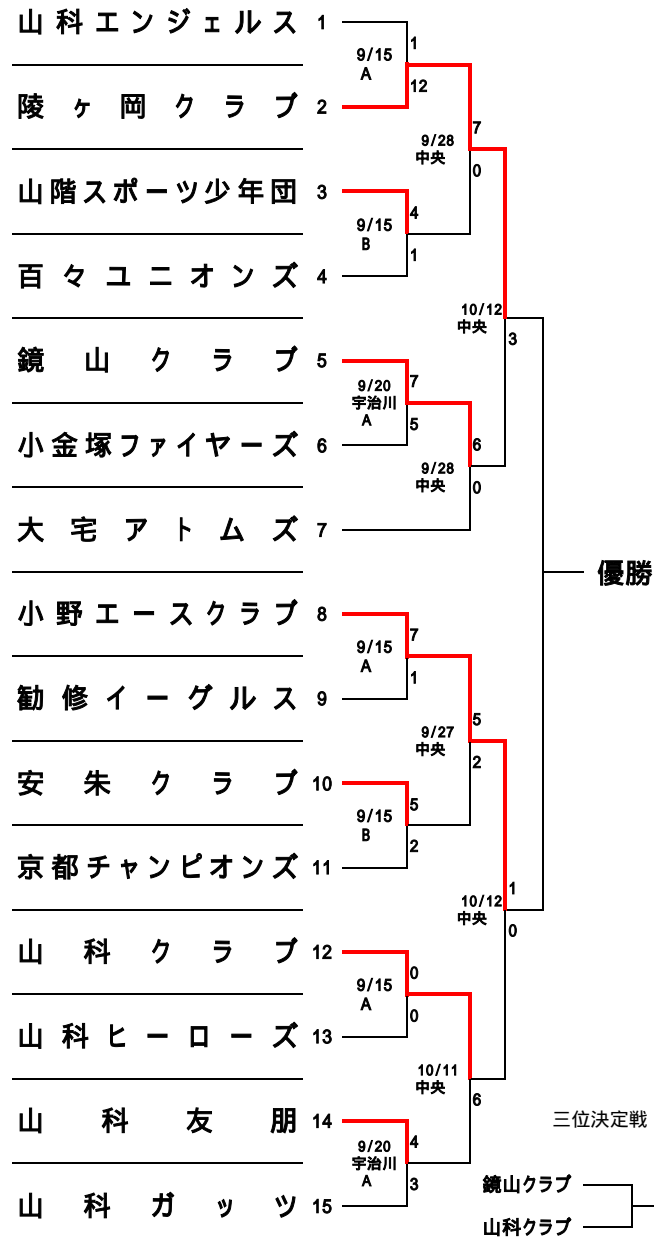 山科エンジェルス 1
1
9/15
A
12
陵ヶ岡クラブ 2
7
9/28
中央
0
山階スポーツ少年団 3
4
9/15
B
1
百々ユニオンズ 4
10/12
中央
3
鏡山クラブ 5
7
9/20
宇治川
A
5
小金塚ファイヤーズ 6
6
9/28
中央
0
大宅アトムズ 7
優勝
小野エースクラブ 8
7
9/15
A
1
勧修イーグルス 9
5
9/27
中央
2
安朱クラブ 10
5
9/15
B
2
京都チャンピオンズ 11
1
10/12
中央
0
山科クラブ 12
0
9/15
A
0
山科ヒーローズ 13
10/11
中央
6
山科友朋 14
4
9/20
宇治川
A
3
山科ガッツ 15
三位決定戦
鏡山クラブ
山科クラブ